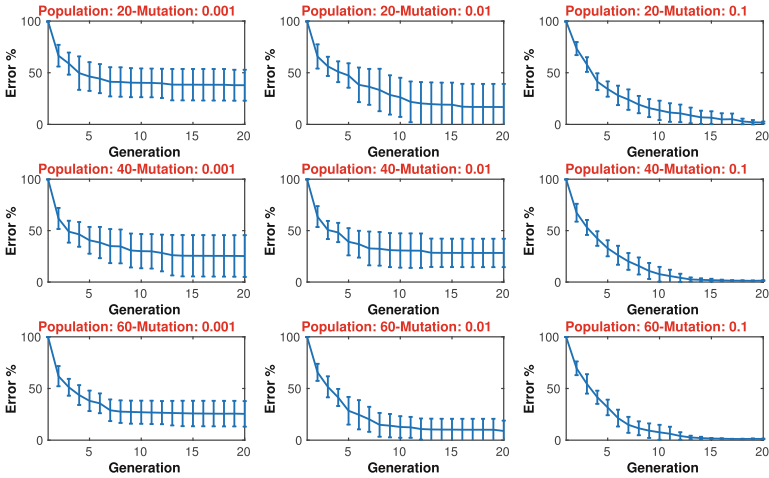 Population: 20-Mutation: 0.001
100
50
0
Error %
5 10 15 20
Generation
Population: 20-Mutation: 0.01
100
50
0
Error %
5 10 15 20
Generation
Population: 20-Mutation: 0.1
100
50
0
Error %
5 10 15 20
Generation
Population: 40-Mutation: 0.001
100
50
0
Error %
5 10 15 20
Generation
Population: 40-Mutation: 0.01
100
50
0
Error %
5 10 15 20
Generation
Population: 40-Mutation: 0.1
100
50
0
Error %
5 10 15 20
Generation
Population: 60-Mutation: 0.001
100
50
0
Error %
5 10 15 20
Generation
Population: 60-Mutation: 0.01
100
50
0
Error %
5 10 15 20
Generation
Population: 60-Mutation: 0.1
100
50
0
Error %
5 10 15 20
Generation